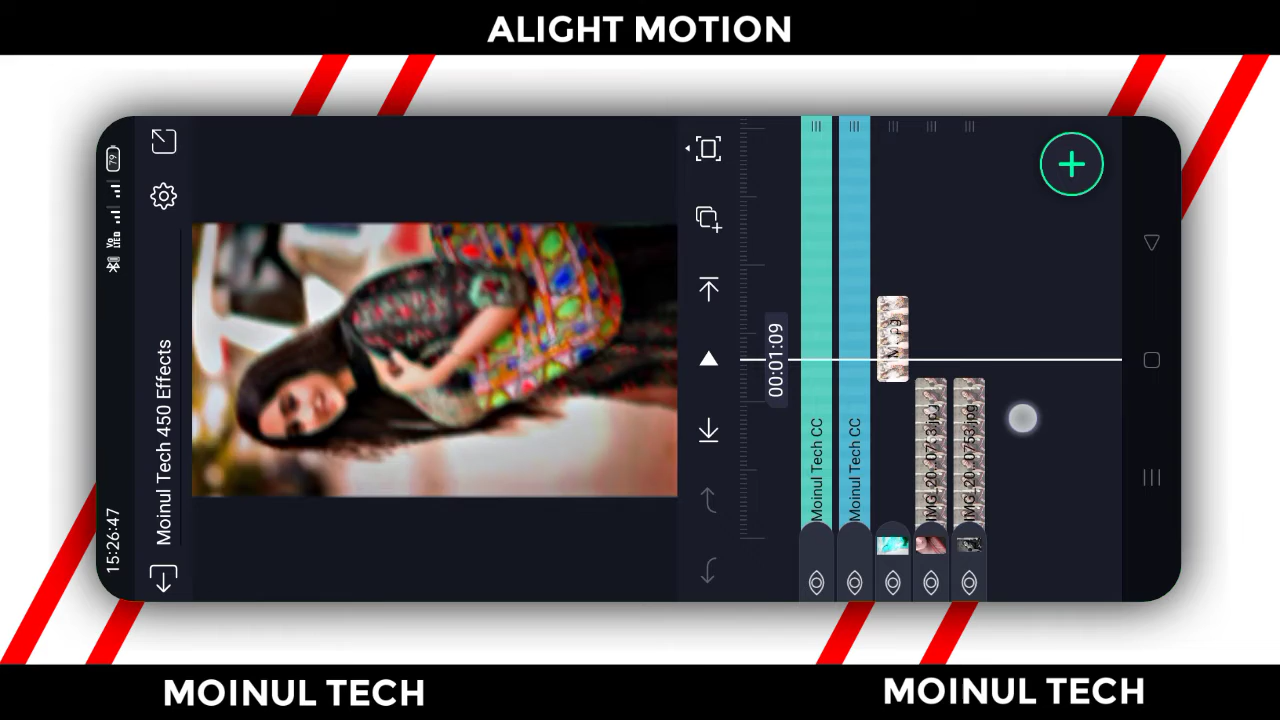 ALIGHT MOTION
15:26:47
79
Moinul Tech 450 Effects
00:01:09
Moinul Tech CC
Moinul Tech CC
MOINUL TECH
MOINUL TECH